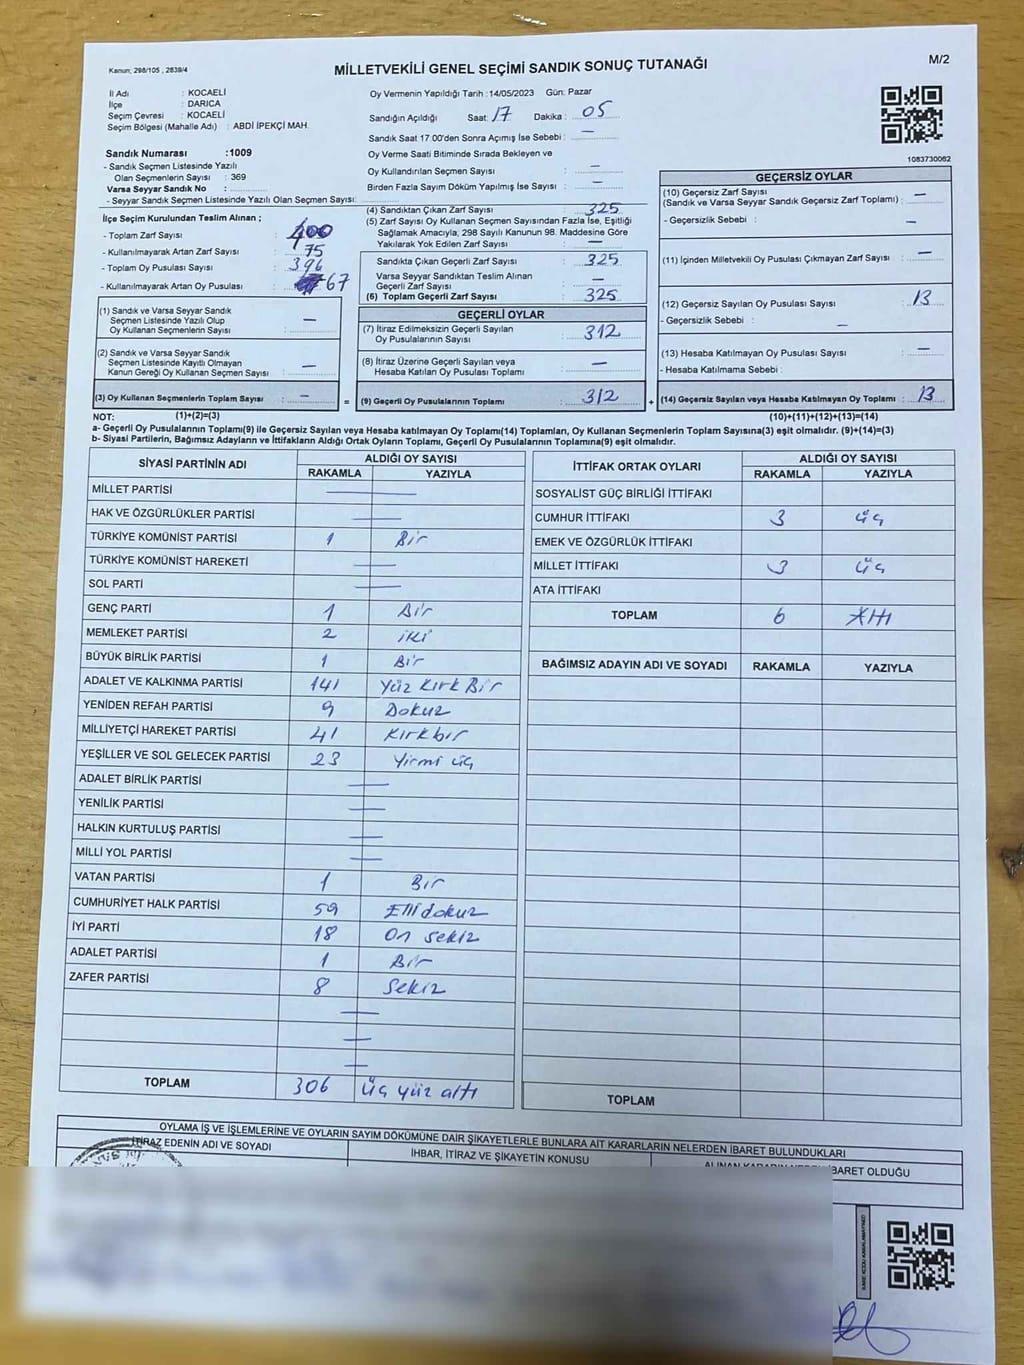 Kanun; 298/105 , 2839/4
MİLLETVEKİLİ GENEL SEÇİMİ SANDIK SONUÇ TUTANAĞI
M/2
İl Adı : KOCAELİ
İlçe : DARICA
Seçim Çevresi : KOCAELİ
Seçim Bölgesi (Mahalle Adı) : ABDİ İPEKÇİ MAH.
Sandık Numarası :1009
- Sandık Seçmen Listesinde Yazılı
Olan Seçmenlerin Sayısı : 369
Varsa Seyyar Sandık No :
- Seyyar Sandık Seçmen Listesinde Yazılı Olan Seçmen Sayısı:
Oy Vermenin Yapıldığı Tarih :14/05/2023 Gün: Pazar
Sandığın Açıldığı Saat: 17 Dakika : 05
Sandık Saat 17.00'den Sonra Açımış İse Sebebi : —
Oy Verme Saati Bitiminde Sırada Bekleyen ve
Oy Kullandırılan Seçmen Sayısı : —
Birden Fazla Sayım Döküm Yapılmış İse Sayısı : —
1083730062
İlçe Seçim Kurulundan Teslim Alınan ;
- Toplam Zarf Sayısı : 400
- Kullanılmayarak Artan Zarf Sayısı : 75
- Toplam Oy Pusulası Sayısı : 396
- Kullanılmayarak Artan Oy Pusulası : 67
(1) Sandık ve Varsa Seyyar Sandık
Seçmen Listesinde Yazılı Olup
Oy Kullanan Seçmenlerin Sayısı : —
(2) Sandık ve Varsa Seyyar Sandık
Seçmen Listesinde Kayıtlı Olmayan
Kanun Gereği Oy Kullanan Seçmen Sayısı : —
(3) Oy Kullanan Seçmenlerin Toplam Sayısı : —
(4) Sandıktan Çıkan Zarf Sayısı : 325
(5) Zarf Sayısı Oy Kullanan Seçmen Sayısından Fazla İse, Eşitliği
Sağlamak Amacıyla; 298 Sayılı Kanunun 98. Maddesine Göre
Yakılarak Yok Edilen Zarf Sayısı : —
Sandıkta Çıkan Geçerli Zarf Sayısı : 325
Varsa Seyyar Sandıktan Teslim Alınan
Geçerli Zarf Sayısı : —
(6) Toplam Geçerli Zarf Sayısı : 325
GEÇERLİ OYLAR
(7) İtiraz Edilmeksizin Geçerli Sayılan
Oy Pusulalarının Sayısı : 312
(8) İtiraz Üzerine Geçerli Sayılan veya
Hesaba Katılan Oy Pusulası Toplamı : —
= (9) Geçerli Oy Pusulalarının Toplamı : 312 +
GEÇERSİZ OYLAR
(10) Geçersiz Zarf Sayısı : —
(Sandık ve Varsa Seyyar Sandık Geçersiz Zarf Toplamı)
- Geçersizlik Sebebi : —
(11) İçinden Milletvekili Oy Pusulası Çıkmayan Zarf Sayısı : —
(12) Geçersiz Sayılan Oy Pusulası Sayısı : 13
- Geçersizlik Sebebi : —
(13) Hesaba Katılmayan Oy Pusulası Sayısı : —
- Hesaba Katılmama Sebebi :
(14) Geçersiz Sayılan veya Hesaba Katılmayan Oy Toplamı : 13
NOT: (1)+(2)=(3) (10)+(11)+(12)+(13)=(14)
a- Geçerli Oy Pusulalarının Toplamı(9) ile Geçersiz Sayılan veya Hesaba katılmayan Oy Toplamı(14) Toplamları, Oy Kullanan Seçmenlerin Toplam Sayısına(3) eşit olmalıdır. (9)+(14)=(3)
b- Siyasi Partilerin, Bağımsız Adayların ve İttifakların Aldığı Ortak Oyların Toplamı, Geçerli Oy Pusulalarının Toplamına(9) eşit olmalıdır.
SİYASİ PARTİNİN ADI ALDIĞI OY SAYISI
RAKAMLA YAZIYLA
MİLLET PARTİSİ —
HAK VE ÖZGÜRLÜKLER PARTİSİ —
TÜRKİYE KOMÜNİST PARTİSİ 1 Bir
TÜRKİYE KOMÜNİST HAREKETİ —
SOL PARTİ —
GENÇ PARTİ 1 Bir
MEMLEKET PARTİSİ 2 iki
BÜYÜK BİRLİK PARTİSİ 1 Bir
ADALET VE KALKINMA PARTİSİ 141 Yüz Kırk Bir
YENİDEN REFAH PARTİSİ 9 Dokuz
MİLLİYETÇİ HAREKET PARTİSİ 41 Kırkbir
YEŞİLLER VE SOL GELECEK PARTİSİ 23 Yirmi üç
ADALET BİRLİK PARTİSİ —
YENİLİK PARTİSİ —
HALKIN KURTULUŞ PARTİSİ —
MİLLİ YOL PARTİSİ —
VATAN PARTİSİ 1 Bir
CUMHURİYET HALK PARTİSİ 59 Elli dokuz
İYİ PARTİ 18 On sekiz
ADALET PARTİSİ 1 Bir
ZAFER PARTİSİ 8 Sekiz
—
—
—
TOPLAM 306 üç yüz altı
İTTİFAK ORTAK OYLARI ALDIĞI OY SAYISI
RAKAMLA YAZIYLA
SOSYALİST GÜÇ BİRLİĞİ İTTİFAKI
CUMHUR İTTİFAKI 3 üç
EMEK VE ÖZGÜRLÜK İTTİFAKI
MİLLET İTTİFAKI 3 üç
ATA İTTİFAKI
TOPLAM 6 Altı
BAĞIMSIZ ADAYIN ADI VE SOYADI RAKAMLA YAZIYLA
TOPLAM
OYLAMA İŞ VE İŞLEMLERİNE VE OYLARIN SAYIM DÖKÜMÜNE DAİR ŞİKAYETLERLE BUNLARA AİT KARARLARIN NELERDEN İBARET BULUNDUKLARI
İTİRAZ EDENİN ADI VE SOYADI
İHBAR, İTİRAZ VE ŞİKAYETİN KONUSU
ALINAN KARARIN NEDEN İBARET OLDUĞU